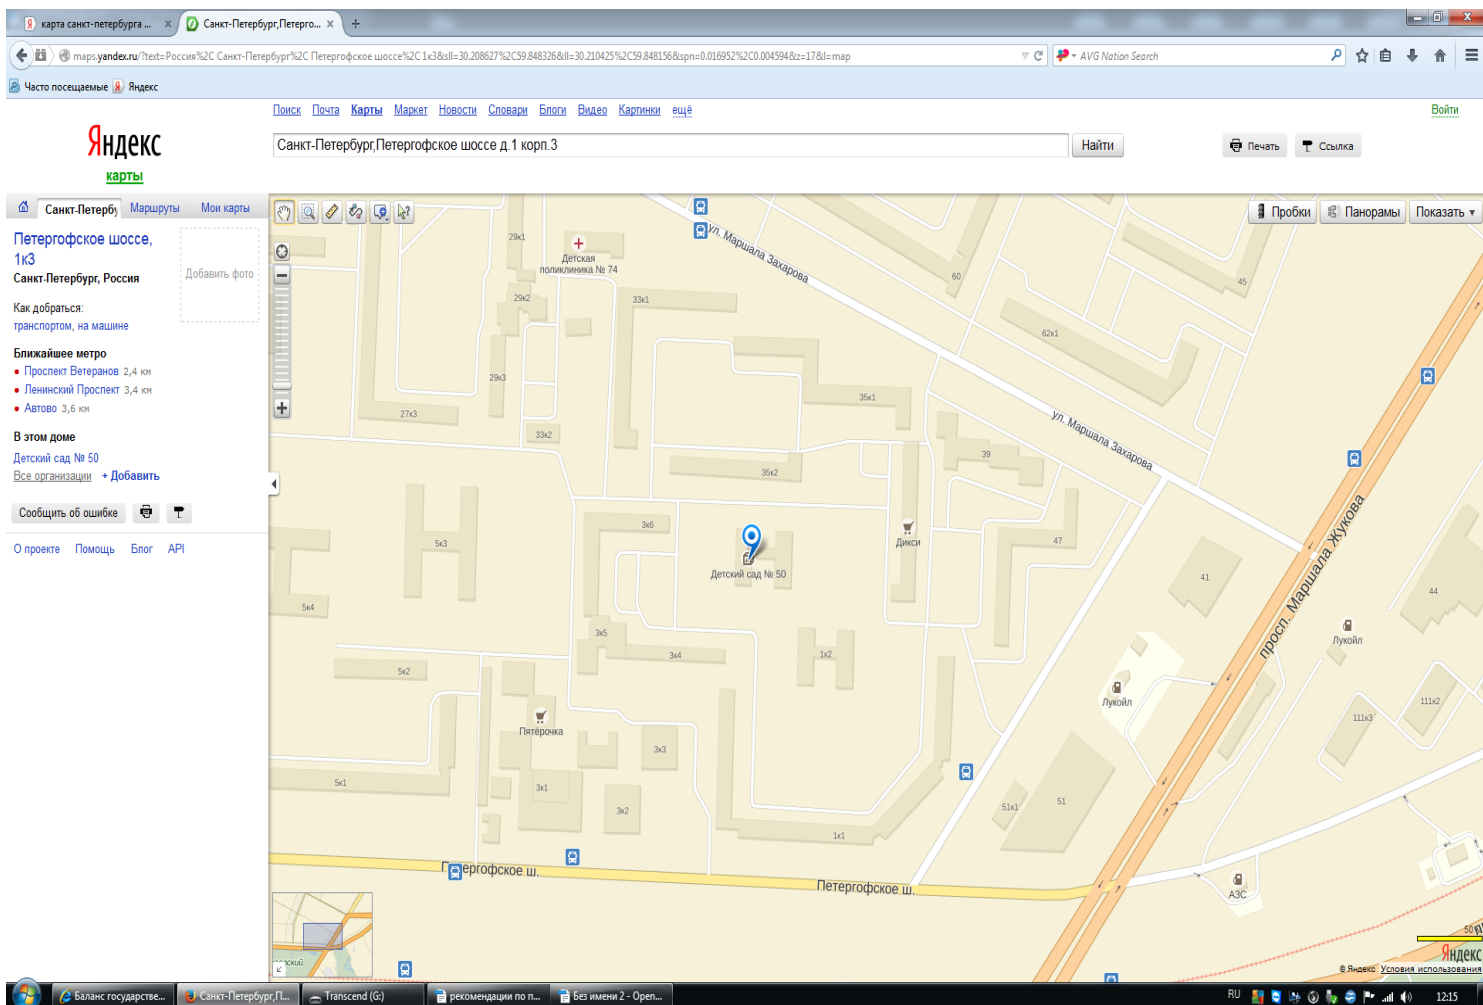 карта санкт-петербурга ...
Санкт-Петербург,Петерго...
maps.yandex.ru/?text=Россия%2C Санкт-Петербург%2C Петергофское шоссе%2C 1к3&sll=30.208627%2C59.848326&ll=30.210425%2C59.848156&spn=0.016952%2C0.004594&z=17&l=map
AVG Nation Search
Часто посещаемые Яндекс
Поиск Почта Карты Маркет Новости Словари Блоги Видео Картинки ещё
Войти
Яндекс
карты
Санкт-Петербург,Петергофское шоссе д.1 корп.3
Найти
Печать
Ссылка
Санкт-Петербу
Маршруты
Мои карты
Пробки
Панорамы
Показать
Петергофское шоссе,
1к3
Санкт-Петербург, Россия
Добавить фото
Как добраться:
транспортом, на машине
Ближайшее метро
Проспект Ветеранов 2,4 км
Ленинский Проспект 3,4 км
Автово 3,6 км
В этом доме
Детский сад № 50
Все организации + Добавить
Сообщить об ошибке
О проекте Помощь Блог API
29к1
Детская
поликлиника № 74
ул. Маршала Захарова
60
45
29к2
33к1
62к1
29к3
27к3
35к1
33к2
ул. Маршала Захарова
39
35к2
3к6
Дикси
5к3
47
Детский сад № 50
41
просп. Маршала Жукова
44
5к4
Лукойл
3к5
3к4
1к2
5к2
Лукойл
111к2
111к3
Пятёрочка
3к3
5к1
3к1
3к2
51к1
51
1к1
Петергофское ш.
АЗС
Яндекс
© Яндекс Условия использования
Баланс государстве...
Санкт-Петербург,П...
Transcend (G:)
рекомендации по п...
Без имени 2 - Open...
RU
12:15